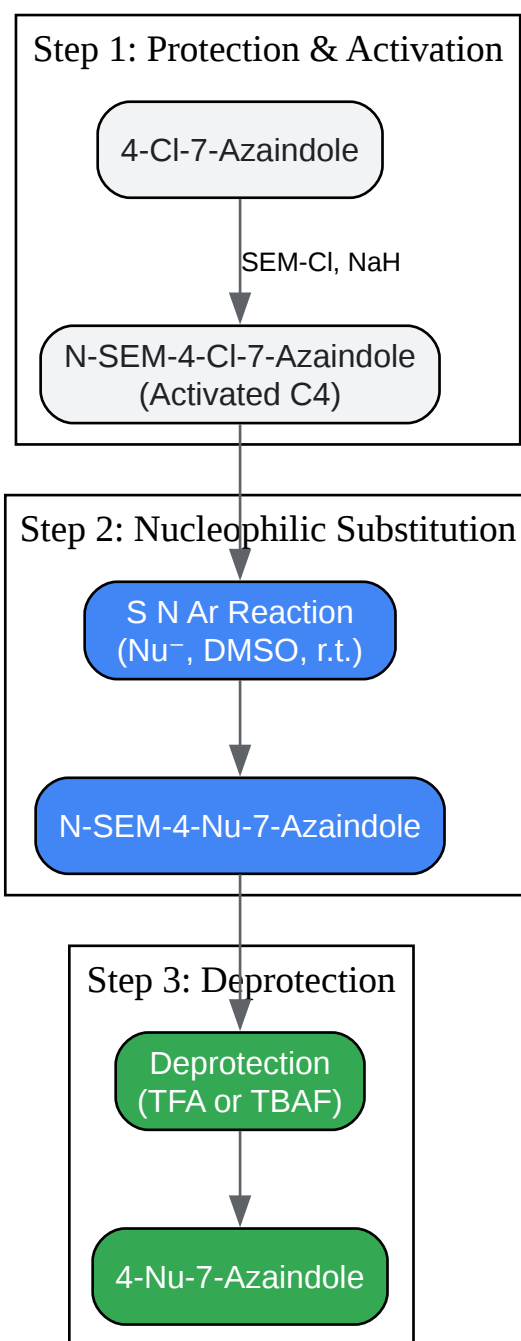 Step 1: Protection & Activation
4-Cl-7-Azaindole
SEM-Cl, NaH
N-SEM-4-Cl-7-Azaindole
(Activated C4)
Step 2: Nucleophilic Substitution
S N Ar Reaction
(Nu⁻, DMSO, r.t.)
N-SEM-4-Nu-7-Azaindole
Step 3: Deprotection
Deprotection
(TFA or TBAF)
4-Nu-7-Azaindole